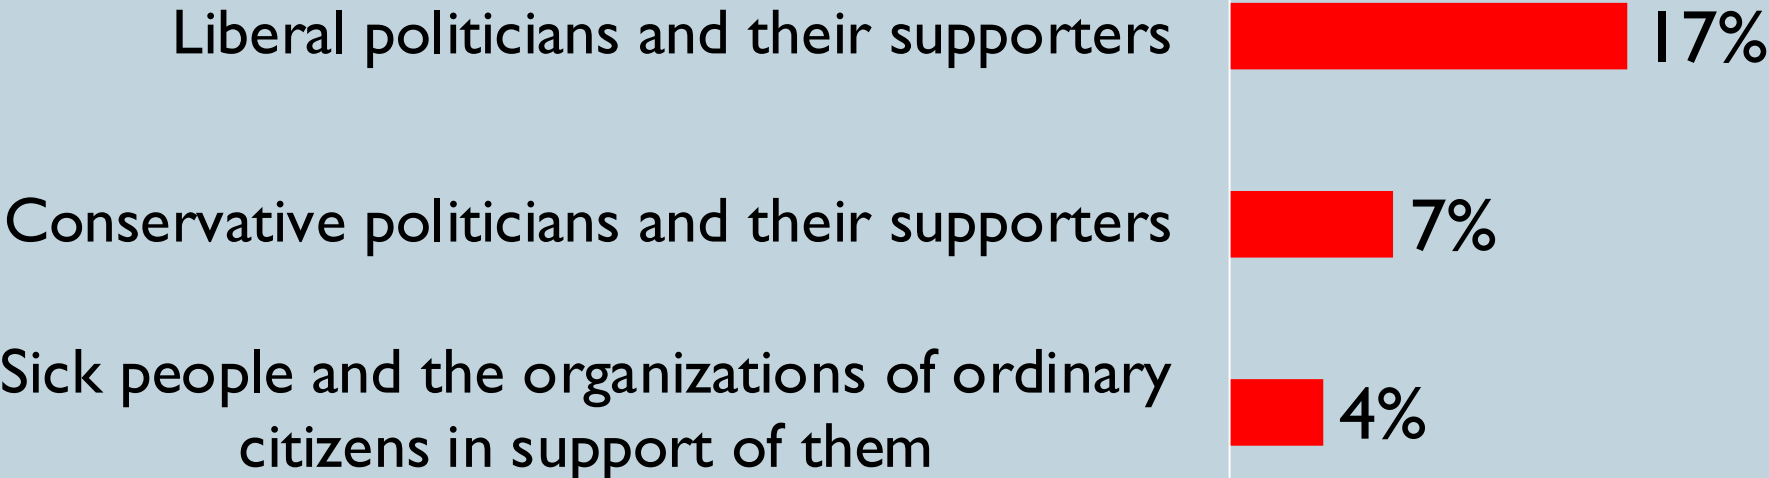 Liberal politicians and their supporters 17%
Conservative politicians and their supporters 7%
Sick people and the organizations of ordinary
citizens in support of them 4%